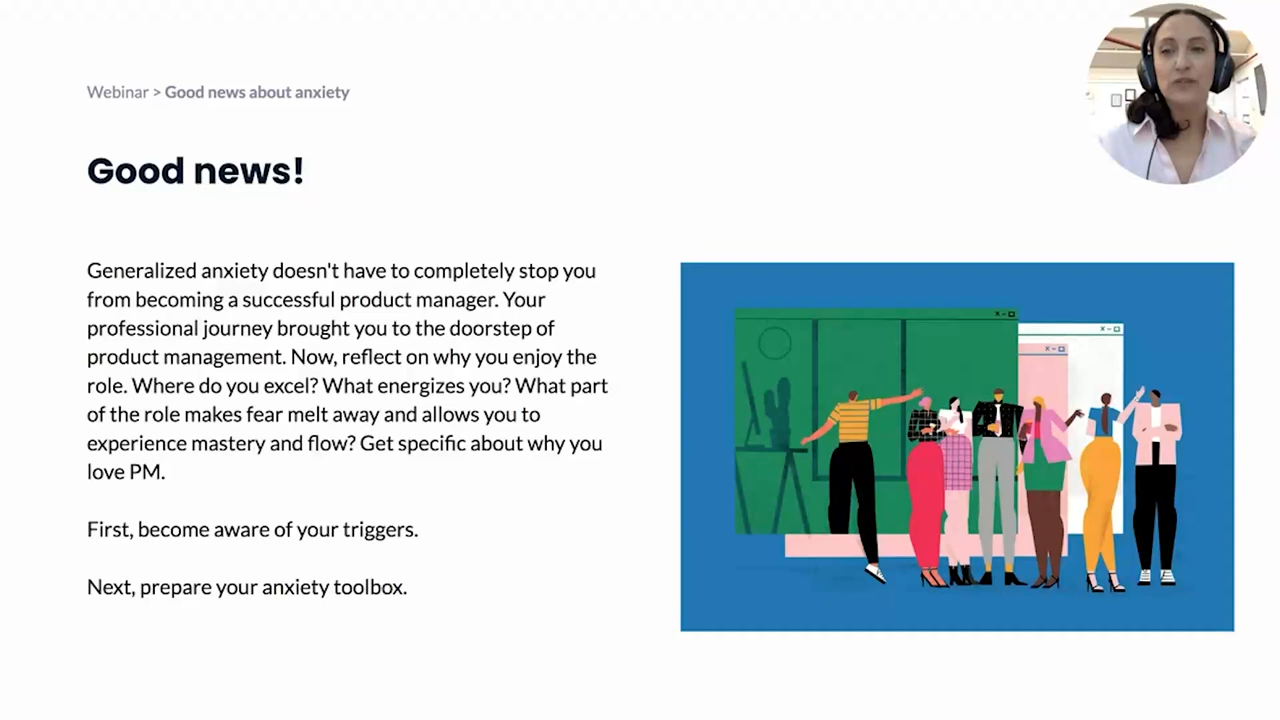 Webinar > Good news about anxiety
Good news!
Generalized anxiety doesn't have to completely stop you
from becoming a successful product manager. Your
professional journey brought you to the doorstep of
product management. Now, reflect on why you enjoy the
role. Where do you excel? What energizes you? What part
of the role makes fear melt away and allows you to
experience mastery and flow? Get specific about why you
love PM.
First, become aware of your triggers.
Next, prepare your anxiety toolbox.